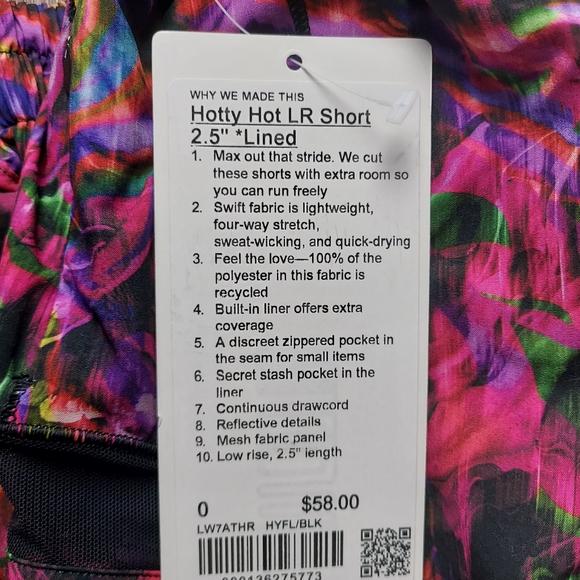 WHY WE MADE THIS
Hotty Hot LR Short
2.5" *Lined
1. Max out that stride. We cut
these shorts with extra room so
you can run freely
2. Swift fabric is lightweight,
four-way stretch,
sweat-wicking, and quick-drying
3. Feel the love—100% of the
polyester in this fabric is
recycled
4. Built-in liner offers extra
coverage
5. A discreet zippered pocket in
the seam for small items
6. Secret stash pocket in the
liner
7. Continuous drawcord
8. Reflective details
9. Mesh fabric panel
10. Low rise, 2.5" length
0 $58.00
LW7ATHR HYFL/BLK